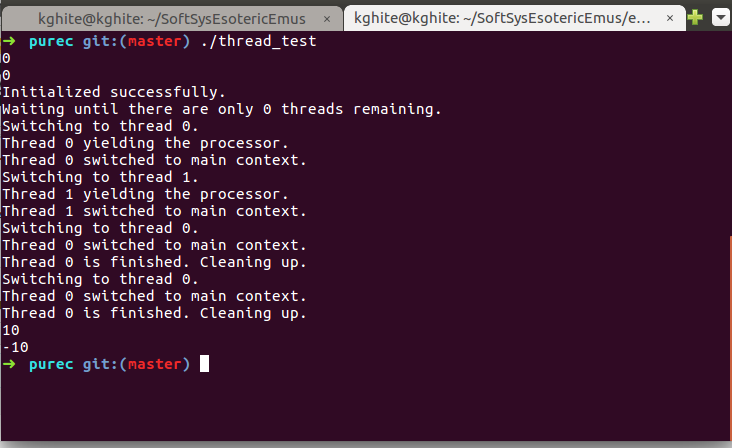 kghite@kghite: ~/SoftSysEsotericEmus × kghite@kghite: ~/SoftSysEsotericEmus/e... ×
➜ purec git:(master) ./thread_test
0
0
Initialized successfully.
Waiting until there are only 0 threads remaining.
Switching to thread 0.
Thread 0 yielding the processor.
Thread 0 switched to main context.
Switching to thread 1.
Thread 1 yielding the processor.
Thread 1 switched to main context.
Switching to thread 0.
Thread 0 switched to main context.
Thread 0 is finished. Cleaning up.
Switching to thread 0.
Thread 0 switched to main context.
Thread 0 is finished. Cleaning up.
10
-10
➜ purec git:(master)